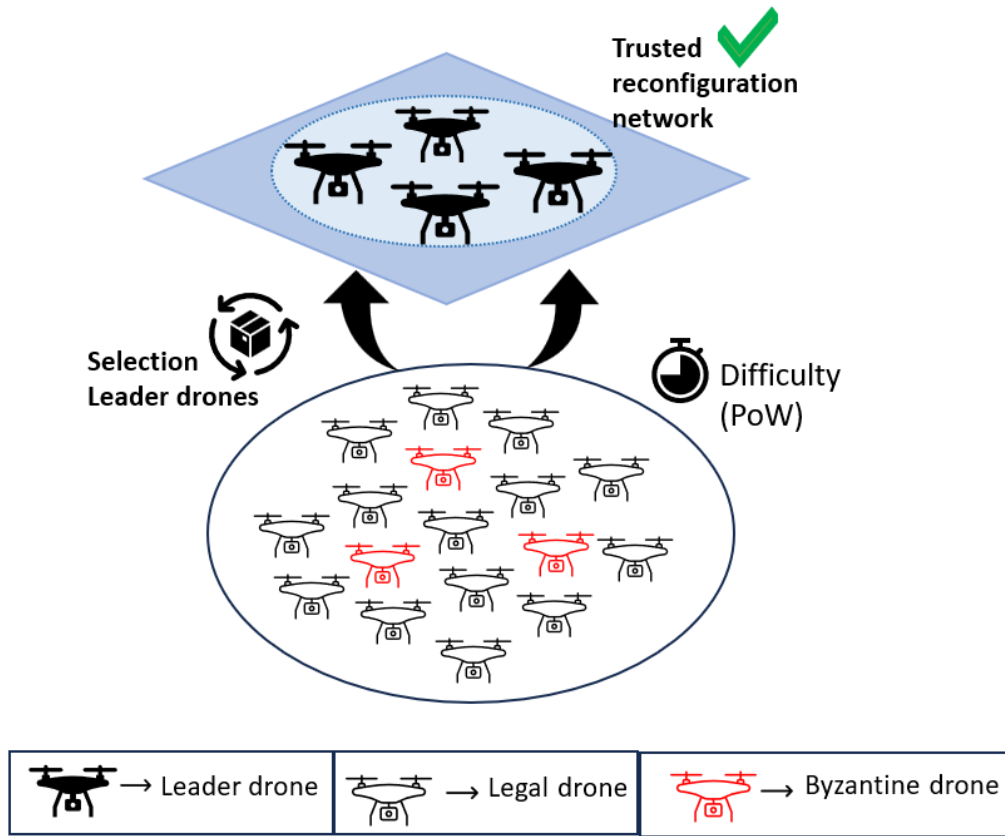 Trusted
reconfiguration
network
Selection
Leader drones
Difficulty
(PoW)
→ Leader drone
→ Legal drone
→ Byzantine drone